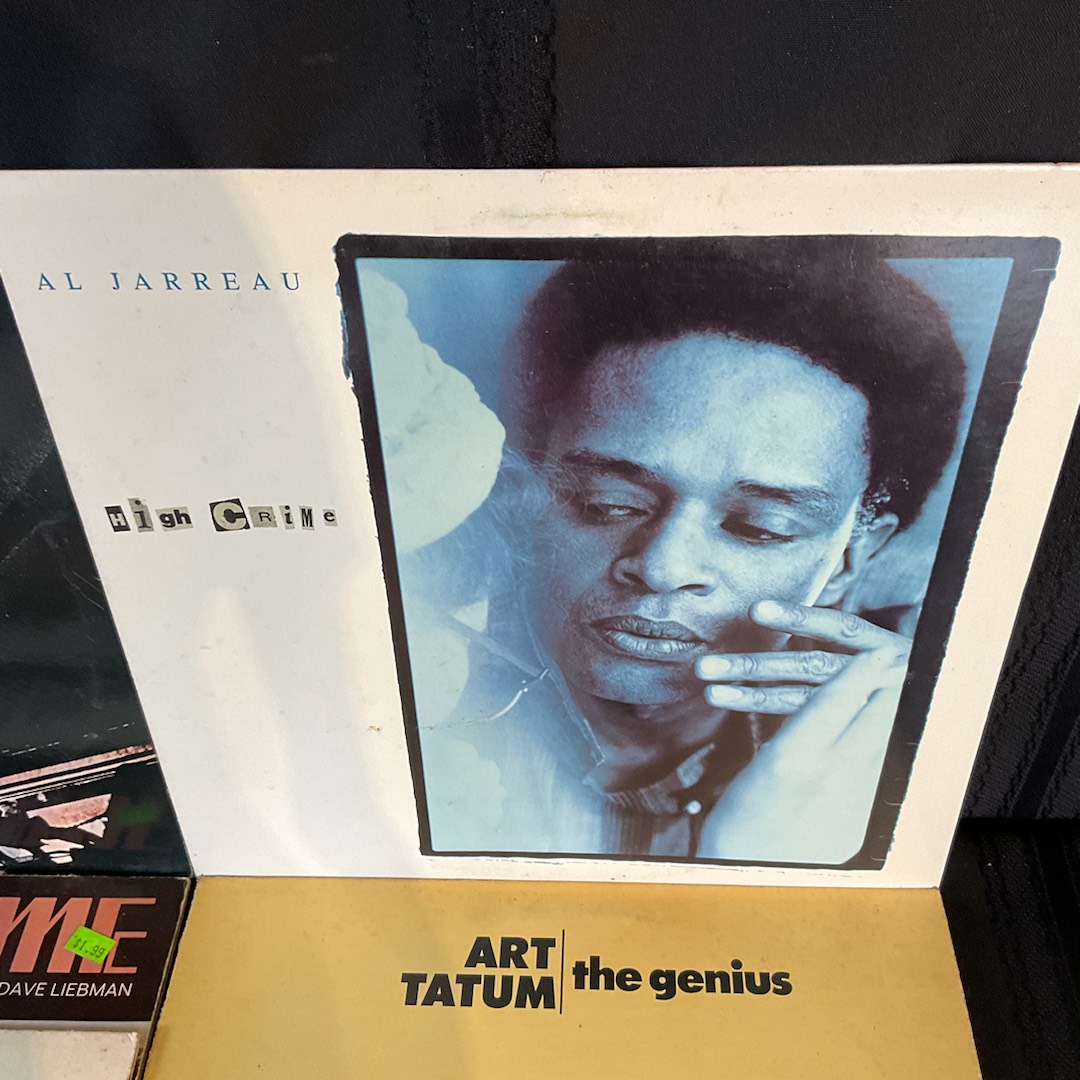 AL JARREAU
High CRiMe
$1.99
DAVE LIEBMAN
ART
TATUM
the genius